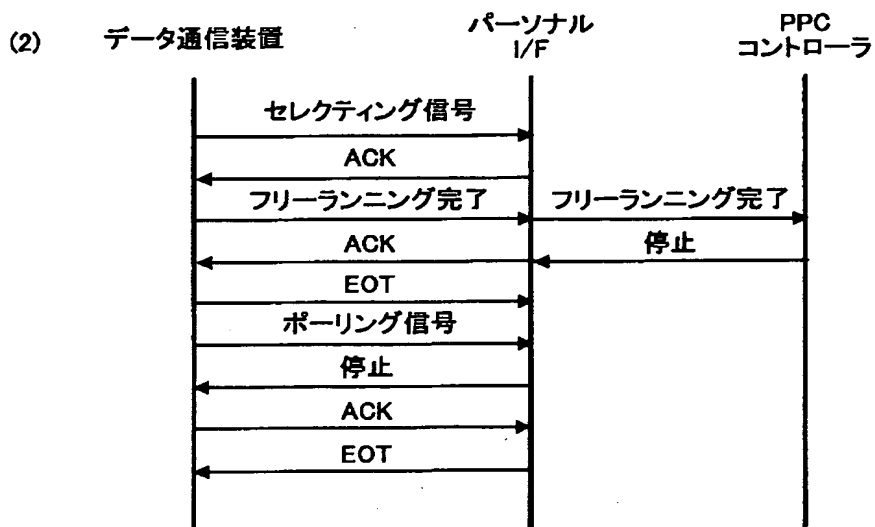 (2) データ通信装置 パーソナル I/F PPC コントローラ
セレクティング信号
ACK
フリーランニング完了 フリーランニング完了
ACK 停止
EOT
ポーリング信号
停止
ACK
EOT